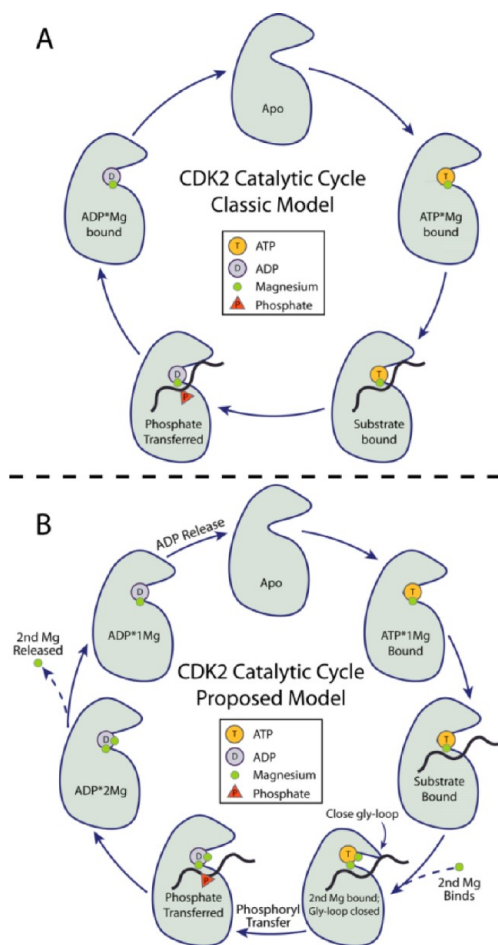 A
Apo
CDK2 Catalytic Cycle
Classic Model
T ATP
D ADP
Magnesium
P Phosphate
T
ATP*Mg
bound
T
Substrate
bound
D
P
Phosphate
Transferred
D
ADP*Mg
bound
B
ADP Release
Apo
CDK2 Catalytic Cycle
Proposed Model
T ATP
D ADP
Magnesium
P Phosphate
T
ATP*1Mg
Bound
T
Substrate
Bound
2nd Mg
Binds
Close gly-loop
T
2nd Mg bound;
Gly-loop closed
Phosphoryl
Transfer
D
P
Phosphate
Transferred
D
ADP*2Mg
2nd Mg
Released
D
ADP*1Mg